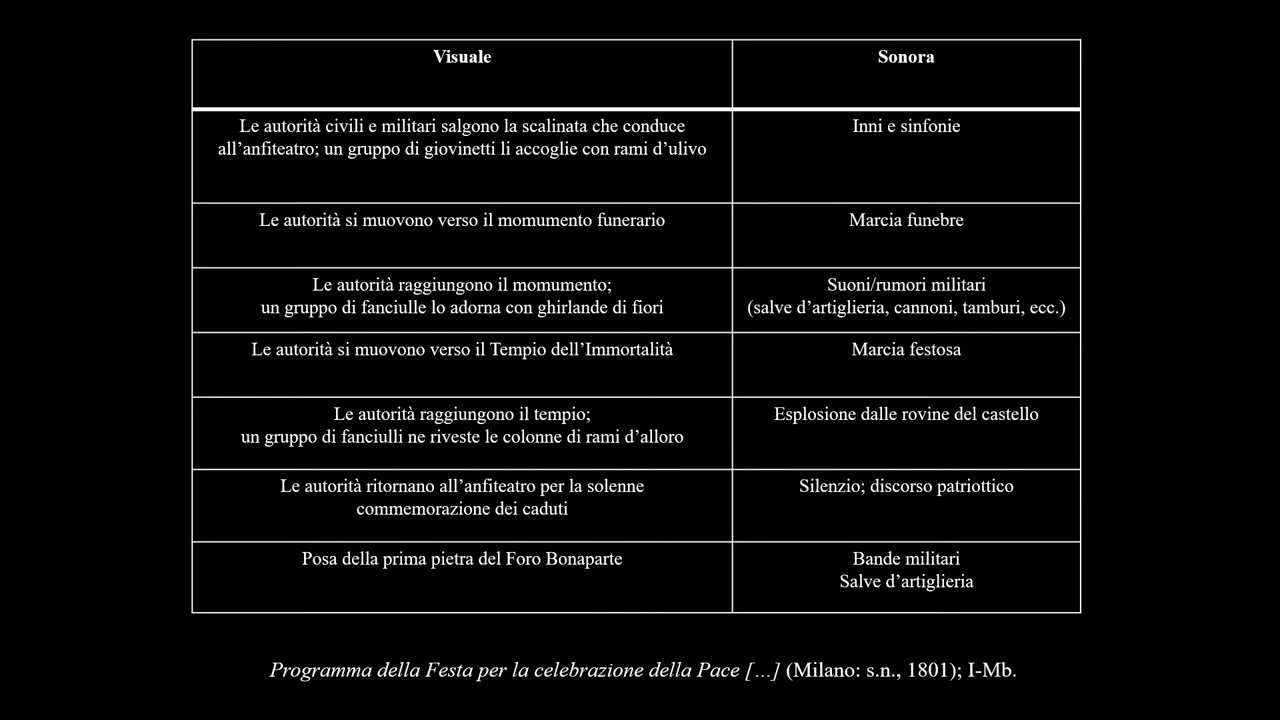 Visuale
Sonora
Le autorità civili e militari salgono la scalinata che conduce
all’anfiteatro; un gruppo di giovinetti li accoglie con rami d’ulivo
Inni e sinfonie
Le autorità si muovono verso il momumento funerario
Marcia funebre
Le autorità raggiungono il momumento;
un gruppo di fanciulle lo adorna con ghirlande di fiori
Suoni/rumori militari
(salve d’artiglieria, cannoni, tamburi, ecc.)
Le autorità si muovono verso il Tempio dell’Immortalità
Marcia festosa
Le autorità raggiungono il tempio;
un gruppo di fanciulli ne riveste le colonne di rami d’alloro
Esplosione dalle rovine del castello
Le autorità ritornano all’anfiteatro per la solenne
commemorazione dei caduti
Silenzio; discorso patriottico
Posa della prima pietra del Foro Bonaparte
Bande militari
Salve d’artiglieria
Programma della Festa per la celebrazione della Pace […] (Milano: s.n., 1801); I-Mb.